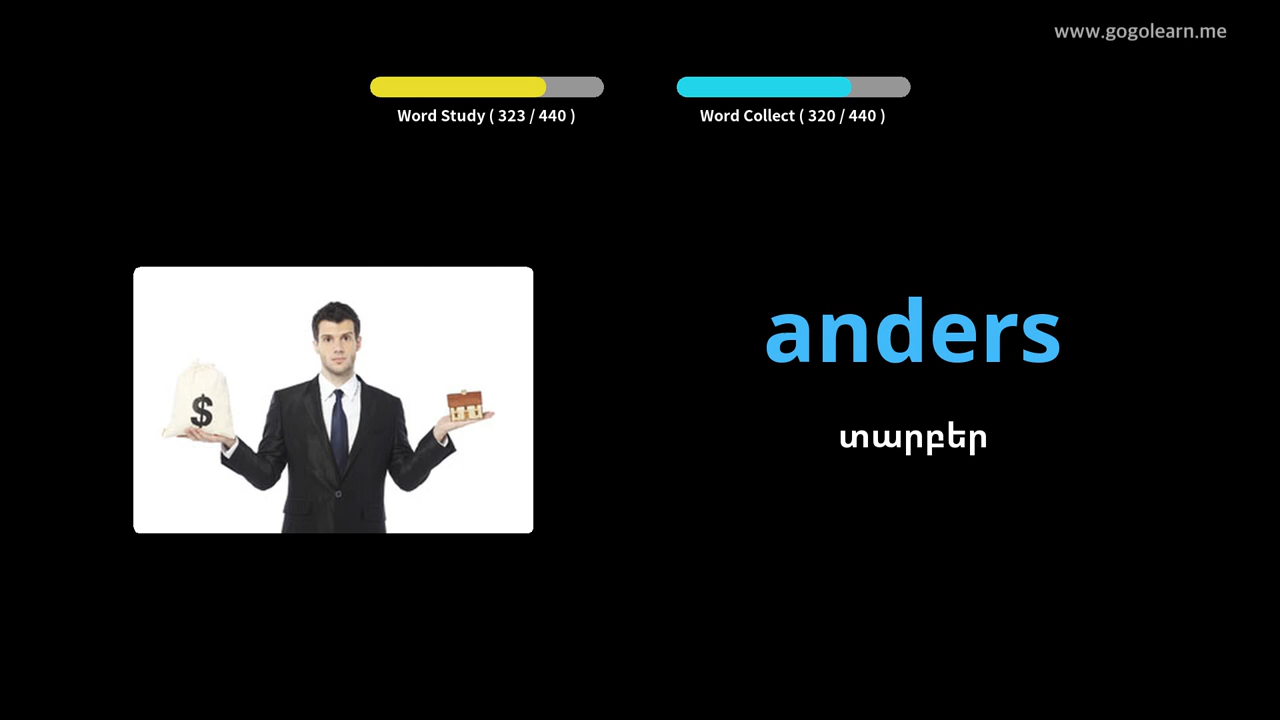 www.gogolearn.me
Word Study ( 323 / 440 )
Word Collect ( 320 / 440 )
$
anders
տարբեր